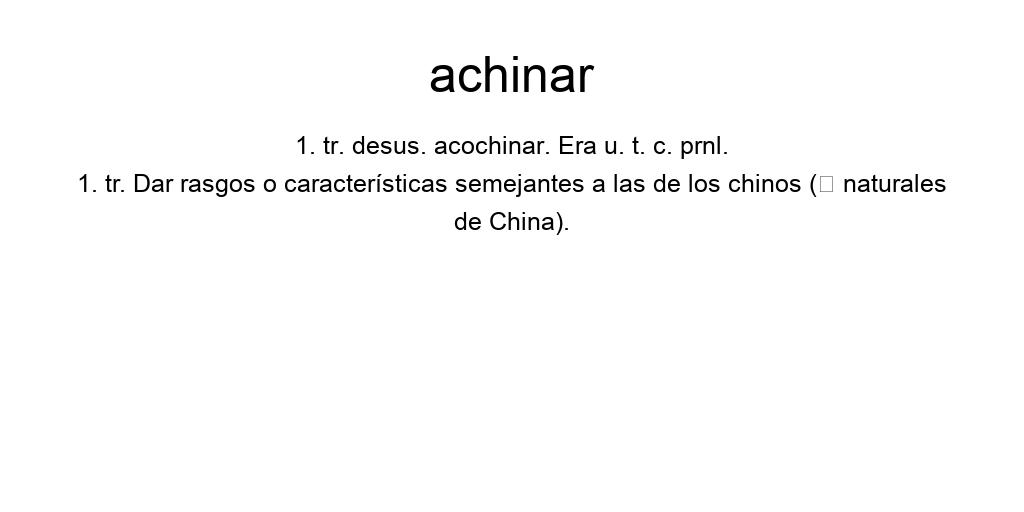 achinar
1. tr. desus. acochinar. Era u. t. c. prnl.
1. tr. Dar rasgos o características semejantes a las de los chinos (□ naturales
de China).